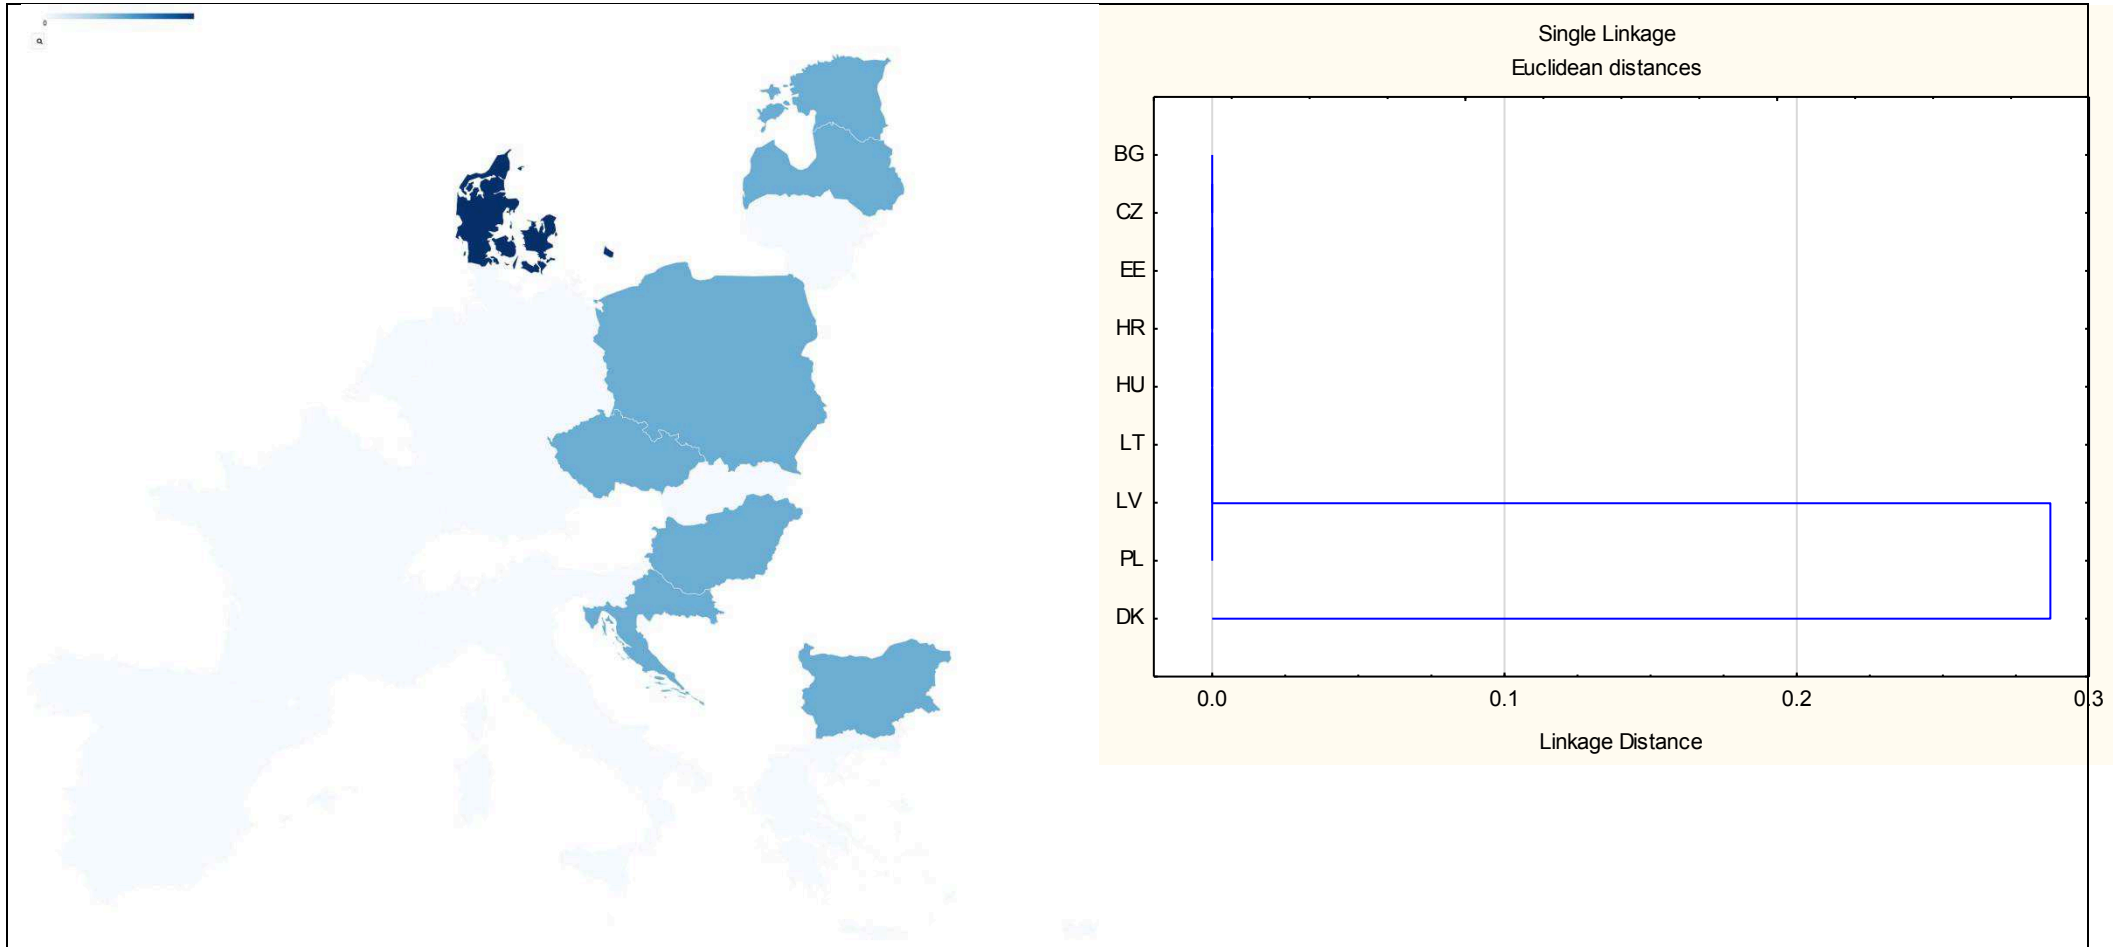 0
Single Linkage
Euclidean distances
BG
CZ
EE
HR
HU
LT
LV
PL
DK
0.0 0.1 0.2 0.3
Linkage Distance